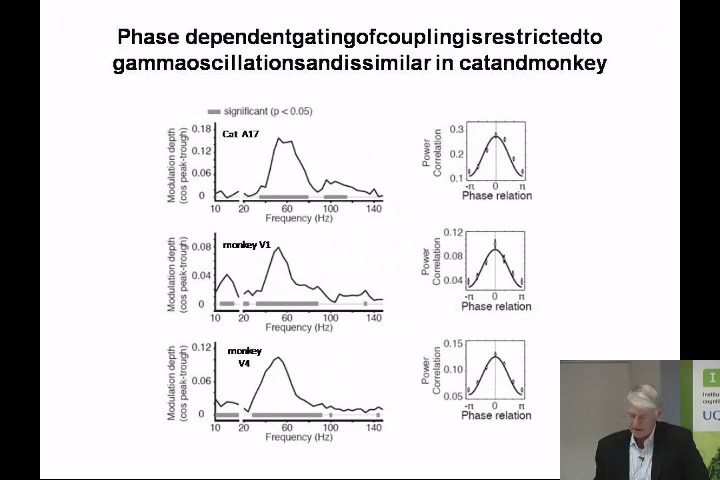 Phase dependentgatingofcouplingisrestrictedto
gammaoscillationsandissimilar in catandmonkey
significant (p < 0.05)
Cat A17
Modulation depth
(cos peak-trough)
0.18
0.12
0.06
0
10 20 60 100 140
Frequency (Hz)
Power
Correlation
0.3
0.2
0.1
-π 0 π
Phase relation
monkey V1
Modulation depth
(cos peak-trough)
0.08
0.04
0
10 20 60 100 140
Frequency (Hz)
Power
Correlation
0.12
0.08
0.04
-π 0 π
Phase relation
monkey
V4
Modulation depth
(cos peak-trough)
0.12
0.06
0
10 20 60 100 140
Frequency (Hz)
Power
Correlation
0.15
0.10
0.05
-π 0 π
Phase relation
I
Institu
cogniti
UQ